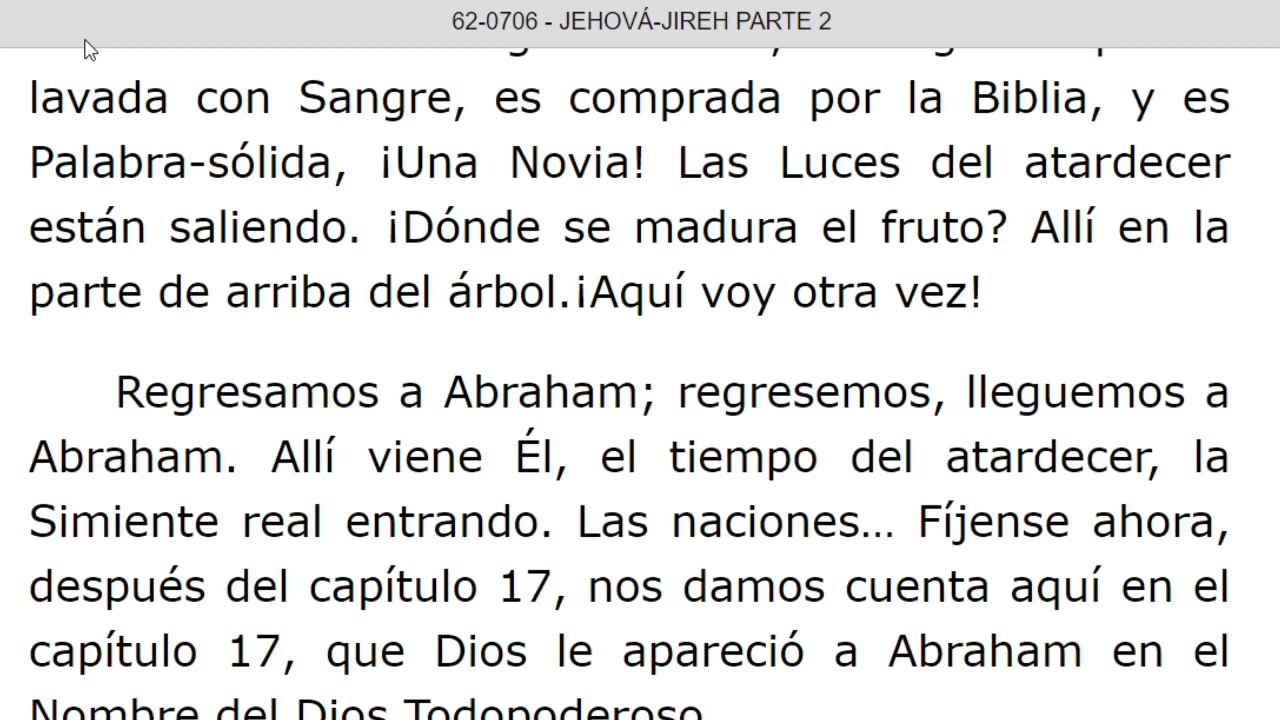 62-0706 - JEHOVÁ-JIREH PARTE 2
lavada con Sangre, es comprada por la Biblia, y es
Palabra-sólida, ¡Una Novia! Las Luces del atardecer
están saliendo. ¡Dónde se madura el fruto? Allí en la
parte de arriba del árbol.¡Aquí voy otra vez!
Regresamos a Abraham; regresemos, lleguemos a
Abraham. Allí viene Él, el tiempo del atardecer, la
Simiente real entrando. Las naciones… Fíjense ahora,
después del capítulo 17, nos damos cuenta aquí en el
capítulo 17, que Dios le apareció a Abraham en el
Nombre del Dios Todopoderoso